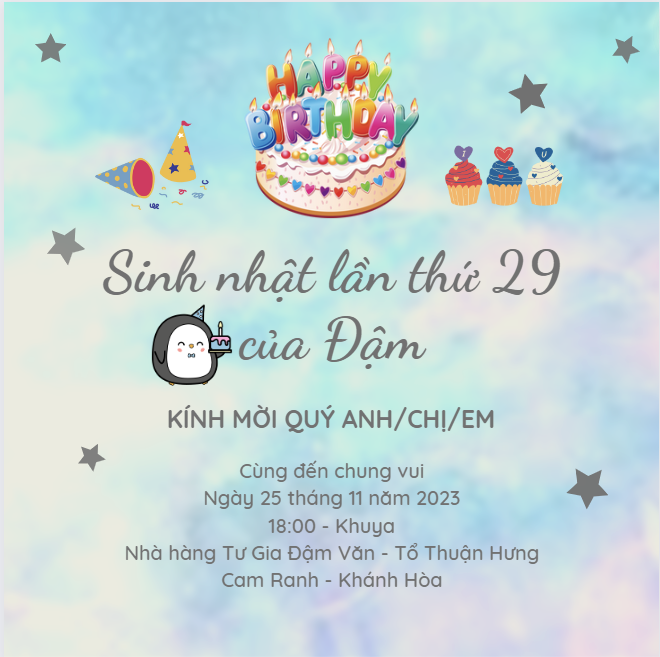 HAPPY
BIRTHDAY
i U
Sinh nhật lần thứ 29
của Đậm
KÍNH MỜI QUÝ ANH/CHỊ/EM
Cùng đến chung vui
Ngày 25 tháng 11 năm 2023
18:00 - Khuya
Nhà hàng Tư Gia Đậm Văn - Tổ Thuận Hưng
Cam Ranh - Khánh Hòa